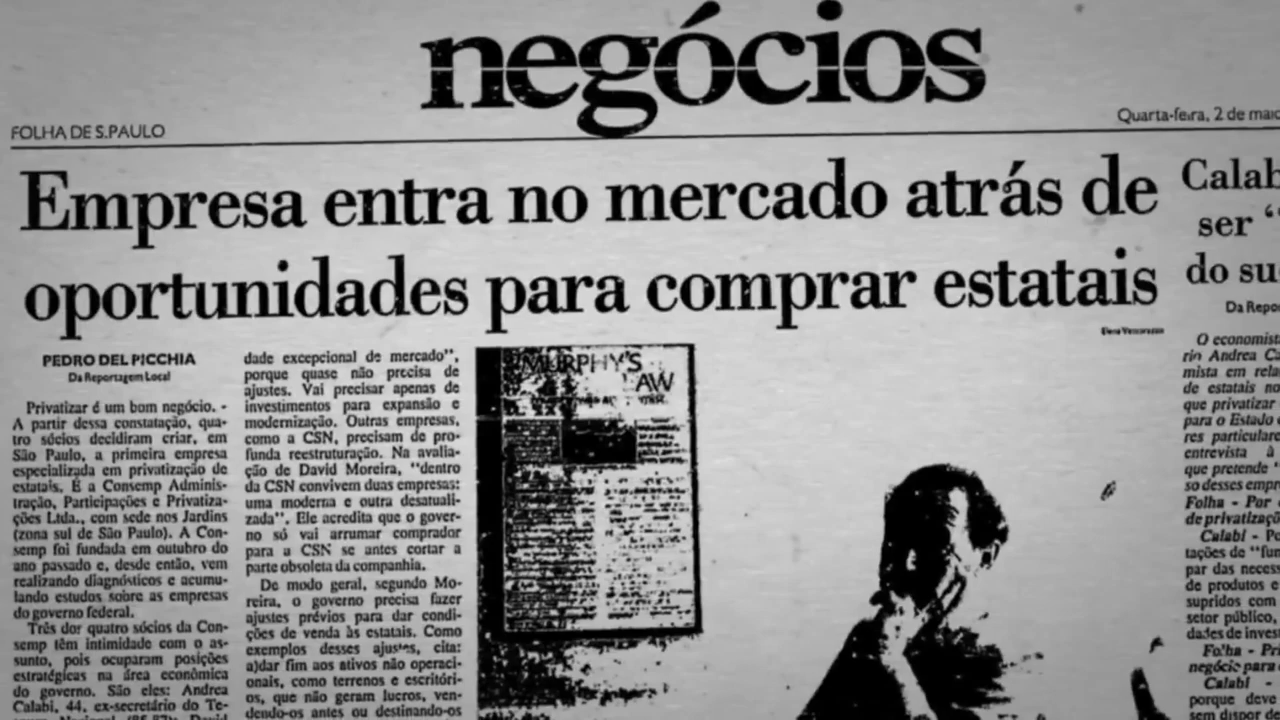 negócios
FOLHA DE S.PAULO
Quarta-feira, 2 de maio
Empresa entra no mercado atrás de
oportunidades para comprar estatais
PEDRO DEL PICCHIA
Da Reportagem Local
Privatizar é um bom negócio. -
A partir dessa constatação, qua-
tro sócios decidiram criar, em
São Paulo, a primeira empresa
especializada em privatização de
estatais. É a Consemp Adminis-
tração, Participações e Privatiza-
ções Ltda., com sede nos Jardins
(zona sul de São Paulo). A Con-
semp foi fundada em outubro do
ano passado e, desde então, vem
realizando diagnósticos e acumu-
lando estudos sobre as empresas
do governo federal.
Três dor quatro sócios da Con-
semp têm intimidade com o as-
sunto, pois ocuparam posições
estratégicas na área econômica
do governo. São eles: Andrea
Calabi, 44, ex-secretário do Te-
dade excepcional de mercado",
porque quase não precisa de
ajustes. Vai precisar apenas de
investimentos para expansão e
modernização. Outras empresas,
como a CSN, precisam de pro-
funda reestruturação. Na avalia-
ção de David Moreira, "dentro
da CSN convivem duas empresas:
uma moderna e outra desatuali-
zada". Ele acredita que o gover-
no só vai arrumar comprador
para a CSN se antes cortar a
parte obsoleta da companhia.
De modo geral, segundo Mo-
reira, o governo precisa fazer
ajustes prévios para dar condi-
ções de venda às estatais. Como
exemplos desses ajustes, cita:
a)dar fim aos ativos não operaci-
onais, como terrenos e escritóri-
os, que não geram lucros, ven-
dendo-os antes ou destinando-os
MURPHY'S
LAW
Calab
ser "
do su
Da Repo
O economist
rio Andrea Ca
mista em rela
de estatais no
que privatizar
para o Estado
res particulare
entrevista à
que pretende
so desses empr
Folha - Por
de privatizaçõ
Calabi - Po
tações de "fun
par das necess
de produtos e
supridos com
setor público,
dades de inves
Folha - Pri
negócio para
Calabi -
porque deve
sem dispor de